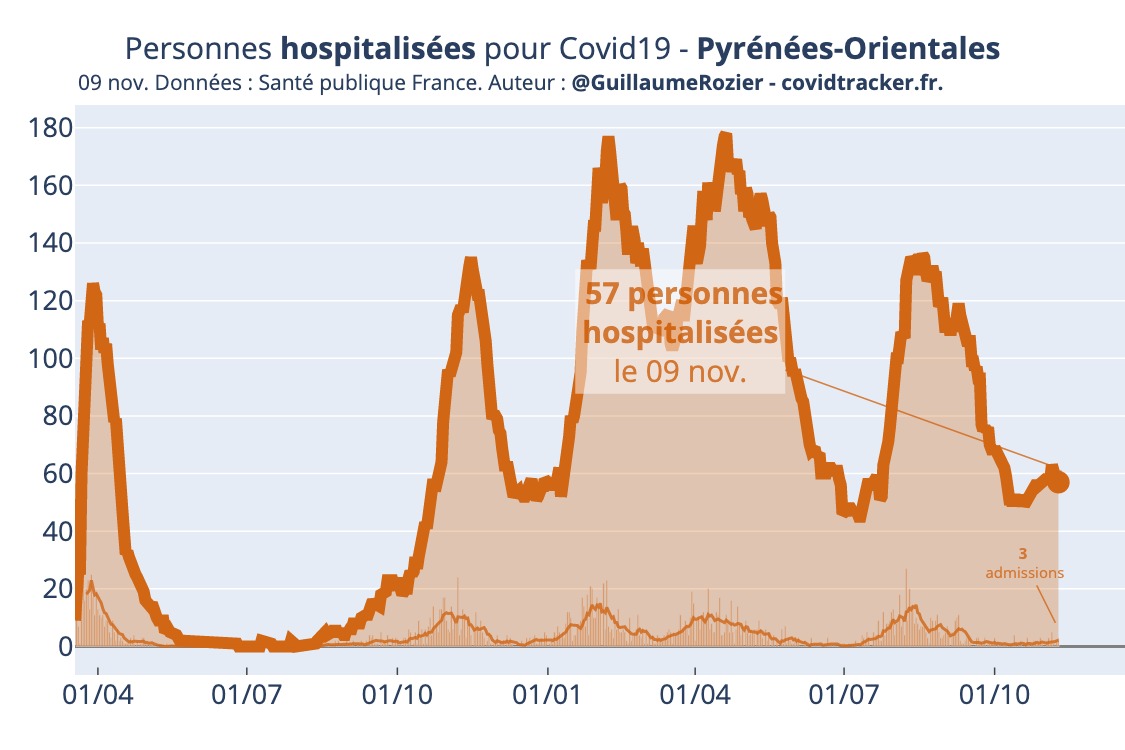 Personnes hospitalisées pour Covid19 - Pyrénées-Orientales
09 nov. Données : Santé publique France. Auteur : @GuillaumeRozier - covidtracker.fr.
180
160
140
120
100
80
60
40
20
0
57 personnes
hospitalisées
le 09 nov.
3
admissions
01/04 01/07 01/10 01/01 01/04 01/07 01/10